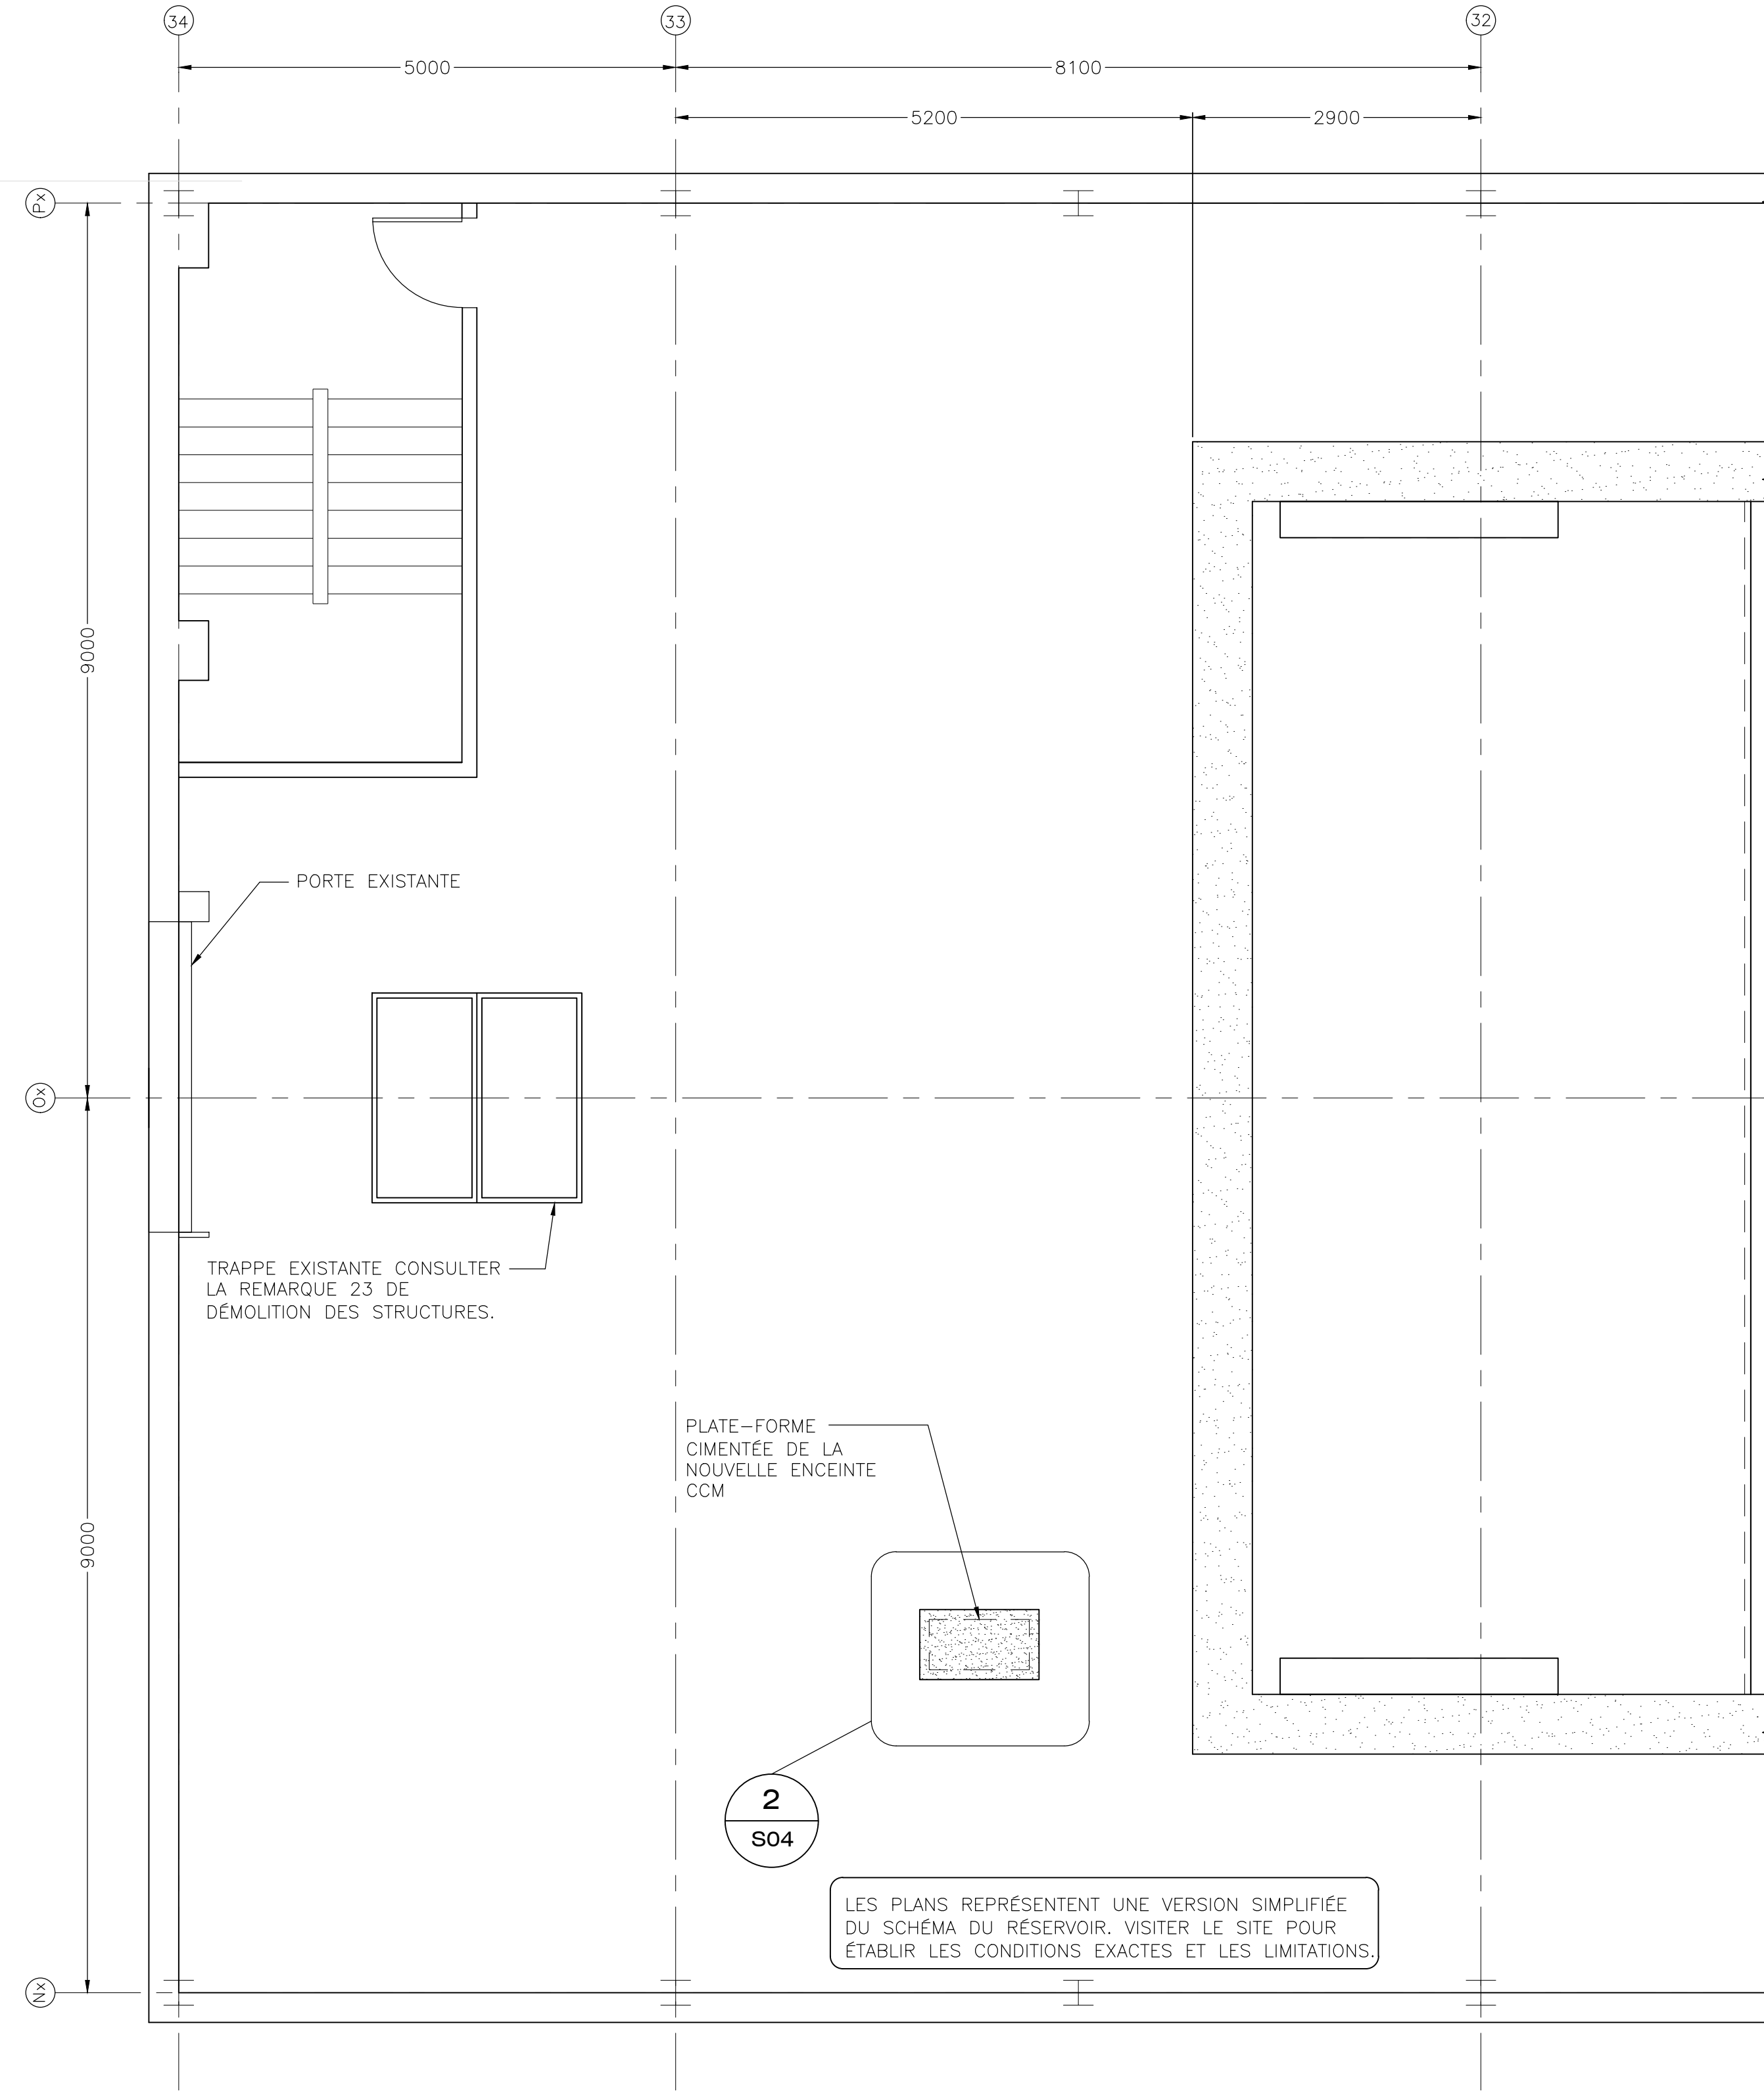 34
33
32
5000
8100
5200
2900
Px
9000
PORTE EXISTANTE
Ox
TRAPPE EXISTANTE CONSULTER
LA REMARQUE 23 DE
DÉMOLITION DES STRUCTURES.
PLATE-FORME
CIMENTÉE DE LA
NOUVELLE ENCEINTE
CCM
9000
2
S04
LES PLANS REPRÉSENTENT UNE VERSION SIMPLIFIÉE
DU SCHÉMA DU RÉSERVOIR. VISITER LE SITE POUR
ÉTABLIR LES CONDITIONS EXACTES ET LES LIMITATIONS.
Nx